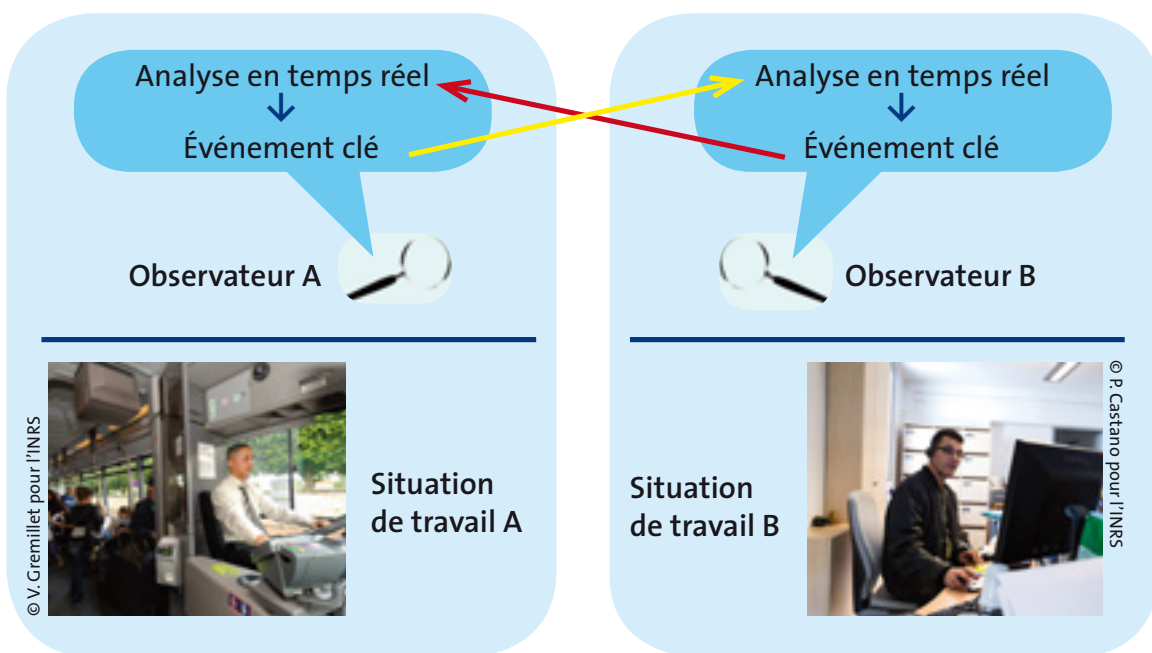 Analyse en temps réel
Événement clé
Observateur A
Situation
de travail A
© V. Gremillet pour l'INRS
Analyse en temps réel
Événement clé
Observateur B
Situation
de travail B
© P. Castano pour l'INRS